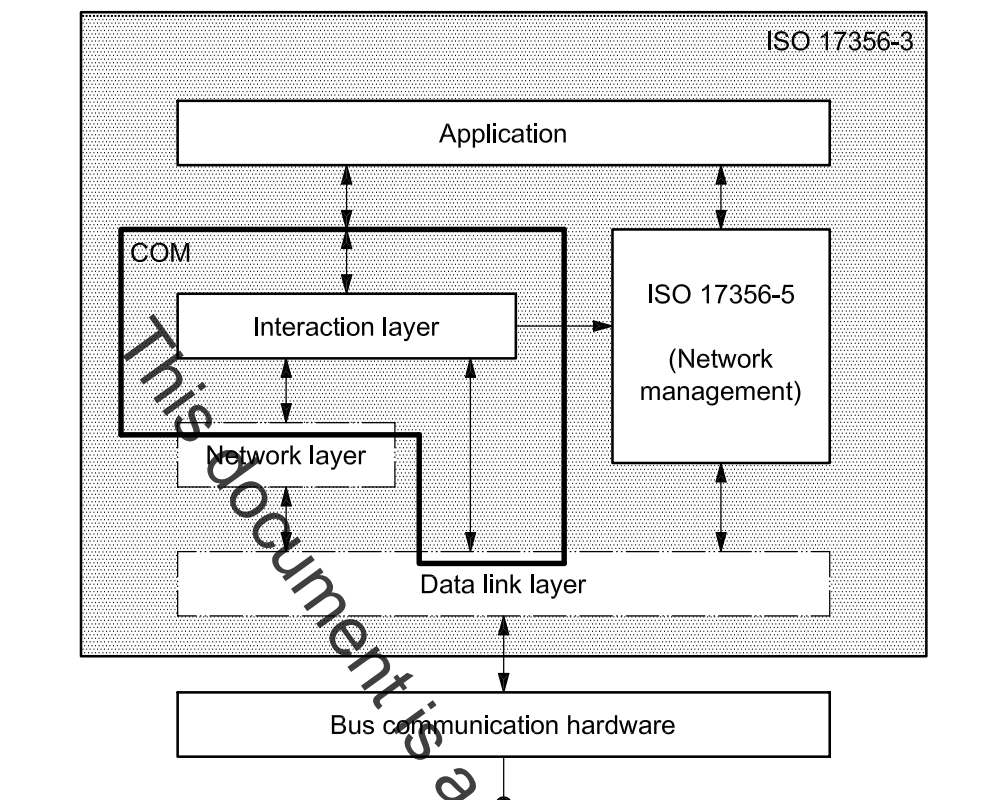 ISO 17356-3
Application
COM
ISO 17356-5
Interaction layer
(Network
management)
Network layer
Data link layer
Bus communication hardware
This document is a